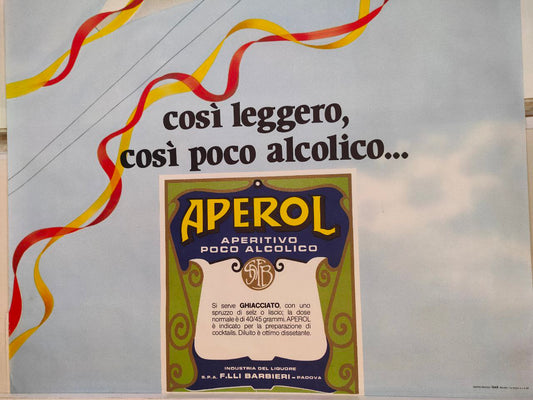 così leggero,
così poco alcolico...
APEROL
APERITIVO
POCO ALCOLICO
SFB
Si serve GHIACCIATO, con uno
spruzzo di selz o liscio; la dose
normale è di 40/45 grammi. APEROL
è indicato per la preparazione di
cocktails. Diluito è ottimo dissetante.
INDUSTRIA DEL LIQUORE
S.P.A. F.LLI BARBIERI - PADOVA